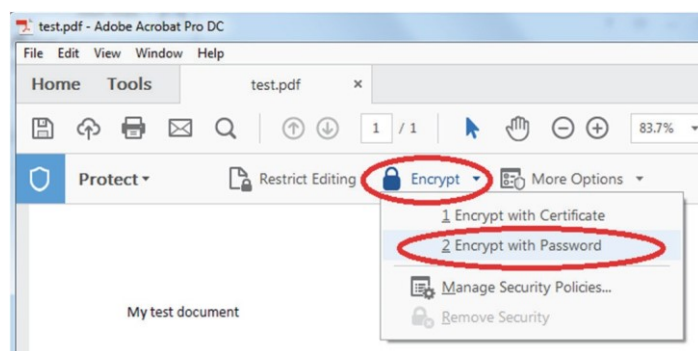 test.pdf - Adobe Acrobat Pro DC
File Edit View Window Help
Home Tools test.pdf ×
1 / 1 83.7%
Protect Restrict Editing Encrypt More Options
1 Encrypt with Certificate
2 Encrypt with Password
Manage Security Policies...
My test document
Remove Security